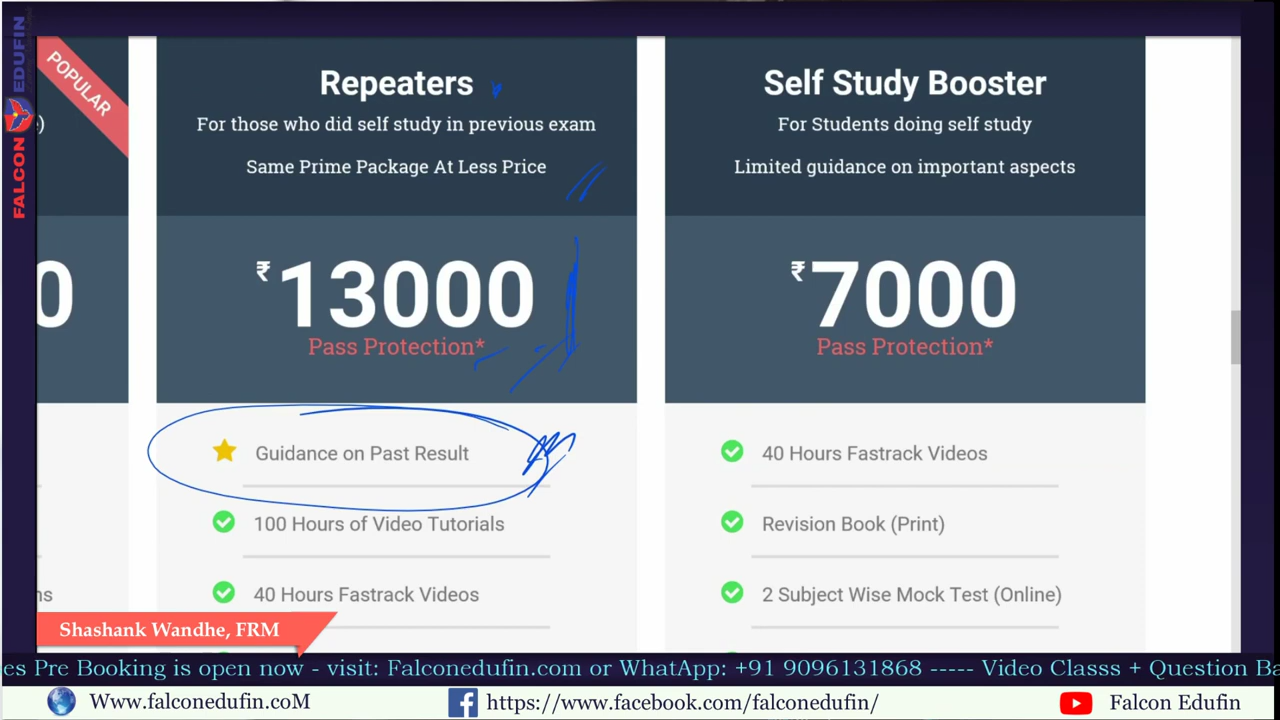 FALCON EDUFIN
POPULAR
)
Repeaters
For those who did self study in previous exam
Same Prime Package At Less Price
Self Study Booster
For Students doing self study
Limited guidance on important aspects
0
₹13000
Pass Protection*
₹7000
Pass Protection*
Guidance on Past Result
100 Hours of Video Tutorials
40 Hours Fastrack Videos
40 Hours Fastrack Videos
Revision Book (Print)
2 Subject Wise Mock Test (Online)
ns
Shashank Wandhe, FRM
es Pre Booking is open now - visit: Falconedufin.com or WhatApp: +91 9096131868 ----- Video Classs + Question Ba
Www.falconedufin.coM
https://www.facebook.com/falconedufin/
Falcon Edufin